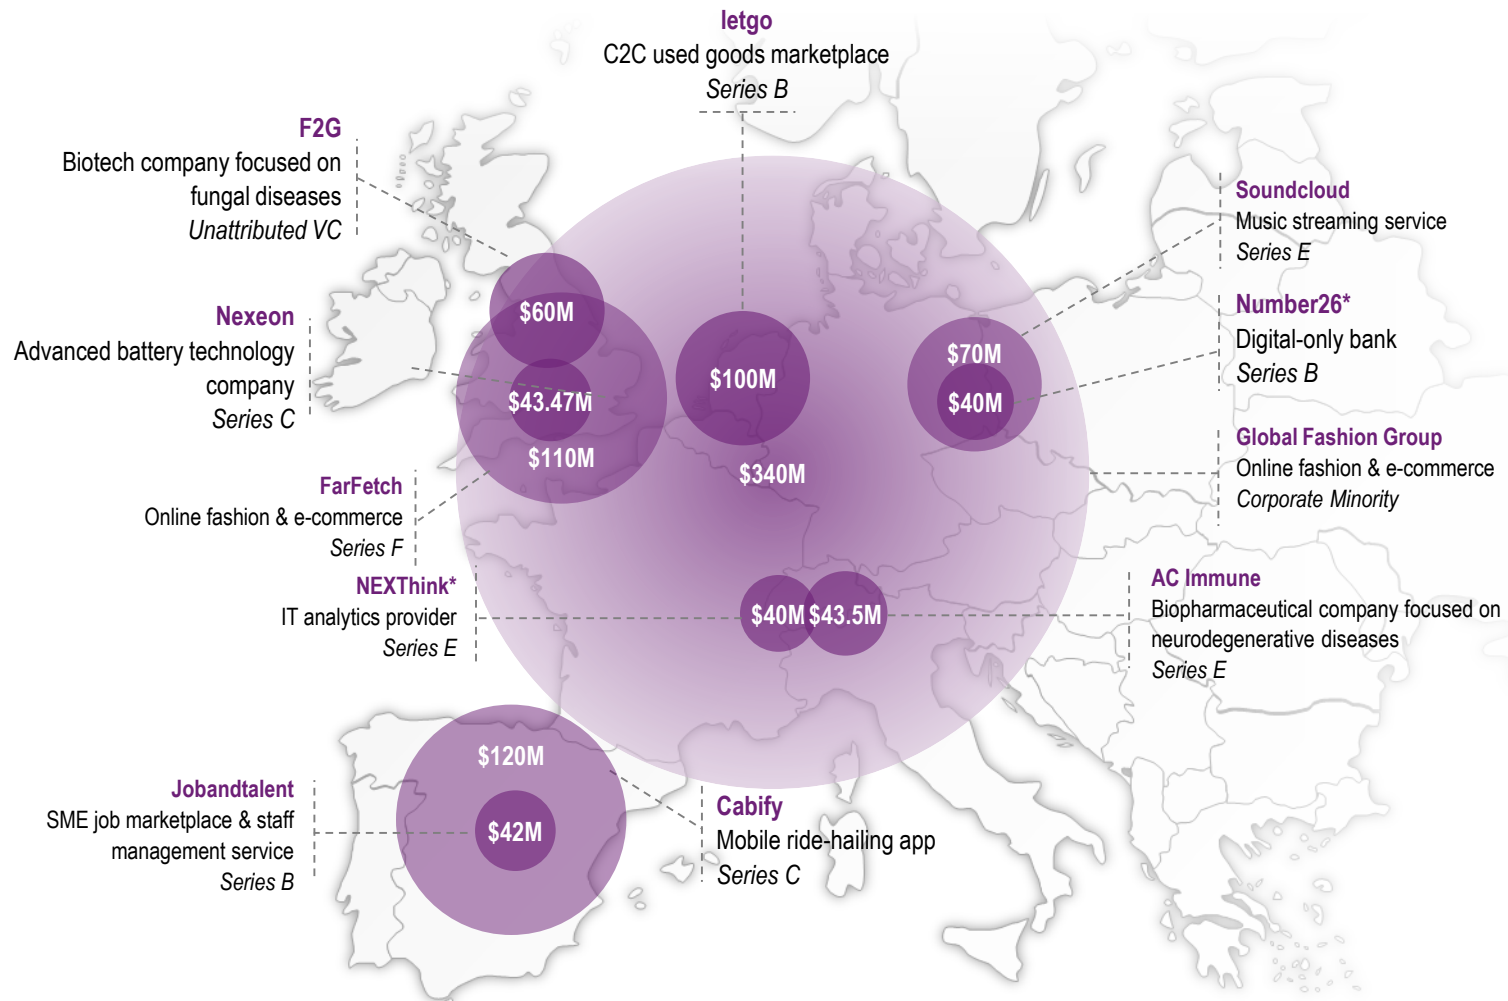 letgo
C2C used goods marketplace
Series B
F2G
Biotech company focused on
fungal diseases
Unattributed VC
Soundcloud
Music streaming service
Series E
Nexeon
Advanced battery technology
company
Series C
Number26*
Digital-only bank
Series B
$60M
$43.47M
$110M
$100M
$340M
$70M
$40M
FarFetch
Online fashion & e-commerce
Series F
Global Fashion Group
Online fashion & e-commerce
Corporate Minority
NEXThink*
IT analytics provider
Series E
$40M
$43.5M
AC Immune
Biopharmaceutical company focused on
neurodegenerative diseases
Series E
Jobandtalent
SME job marketplace & staff
management service
Series B
$120M
$42M
Cabify
Mobile ride-hailing app
Series C